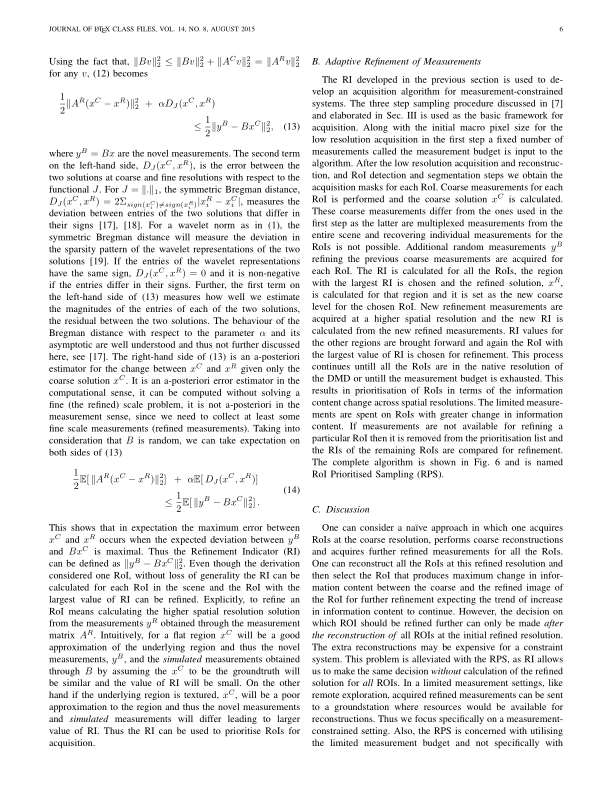 JOURNAL OF LATEX CLASS FILES, VOL. 14, NO. 8, AUGUST 2015
6
Using the fact that, ‖Bv‖₂² ≤ ‖Bv‖₂² + ‖A^C v‖₂² = ‖A^R v‖₂²
for any v, (12) becomes
1/2‖A^R(x^C − x^R)‖₂² + αD_J(x^C, x^R)
≤ 1/2‖y^B − Bx^C‖₂², (13)
where y^B = Bx are the novel measurements. The second term
on the left-hand side, D_J(x^C, x^R), is the error between the
two solutions at coarse and fine resolutions with respect to the
functional J. For J = ‖.‖₁, the symmetric Bregman distance,
D_J(x^C, x^R) = 2Σ_{sign(x_i^C)≠sign(x_i^R)}|x_i^R − x_i^C|, measures the
deviation between entries of the two solutions that differ in
their signs [17], [18]. For a wavelet norm as in (1), the
symmetric Bregman distance will measure the deviation in
the sparsity pattern of the wavelet representations of the two
solutions [19]. If the entries of the wavelet representations
have the same sign, D_J(x^C, x^R) = 0 and it is non-negative
if the entries differ in their signs. Further, the first term on
the left-hand side of (13) measures how well we estimate
the magnitudes of the entries of each of the two solutions,
the residual between the two solutions. The behaviour of the
Bregman distance with respect to the parameter α and its
asymptotic are well understood and thus not further discussed
here, see [17]. The right-hand side of (13) is an a-posteriori
estimator for the change between x^C and x^R given only the
coarse solution x^C. It is an a-posteriori error estimator in the
computational sense, it can be computed without solving a
fine (the refined) scale problem, it is not a-posteriori in the
measurement sense, since we need to collect at least some
fine scale measurements (refined measurements). Taking into
consideration that B is random, we can take expectation on
both sides of (13)
1/2 𝔼[‖A^R(x^C − x^R)‖₂²] + α𝔼[D_J(x^C, x^R)]
≤ 1/2 𝔼[‖y^B − Bx^C‖₂²]. (14)
This shows that in expectation the maximum error between
x^C and x^R occurs when the expected deviation between y^B
and Bx^C is maximal. Thus the Refinement Indicator (RI)
can be defined as ‖y^B − Bx^C‖₂². Even though the derivation
considered one RoI, without loss of generality the RI can be
calculated for each RoI in the scene and the RoI with the
largest value of RI can be refined. Explicitly, to refine an
RoI means calculating the higher spatial resolution solution
from the measurements y^R obtained through the measurement
matrix A^R. Intuitively, for a flat region x^C will be a good
approximation of the underlying region and thus the novel
measurements, y^B, and the simulated measurements obtained
through B by assuming the x^C to be the groundtruth will
be similar and the value of RI will be small. On the other
hand if the underlying region is textured, x^C, will be a poor
approximation to the region and thus the novel measurements
and simulated measurements will differ leading to larger
value of RI. Thus the RI can be used to prioritise RoIs for
acquisition.
B. Adaptive Refinement of Measurements
The RI developed in the previous section is used to de-
velop an acquisition algorithm for measurement-constrained
systems. The three step sampling procedure discussed in [7]
and elaborated in Sec. III is used as the basic framework for
acquisition. Along with the initial macro pixel size for the
low resolution acquisition in the first step a fixed number of
measurements called the measurement budget is input to the
algorithm. After the low resolution acquisition and reconstruc-
tion, and RoI detection and segmentation steps we obtain the
acquisition masks for each RoI. Coarse measurements for each
RoI is performed and the coarse solution x^C is calculated.
These coarse measurements differ from the ones used in the
first step as the latter are multiplexed measurements from the
entire scene and recovering individual measurements for the
RoIs is not possible. Additional random measurements y^B
refining the previous coarse measurements are acquired for
each RoI. The RI is calculated for all the RoIs, the region
with the largest RI is chosen and the refined solution, x^R,
is calculated for that region and it is set as the new coarse
level for the chosen RoI. New refinement measurements are
acquired at a higher spatial resolution and the new RI is
calculated from the new refined measurements. RI values for
the other regions are brought forward and again the RoI with
the largest value of RI is chosen for refinement. This process
continues untill all the RoIs are in the native resolution of
the DMD or untill the measurement budget is exhausted. This
results in prioritisation of RoIs in terms of the information
content change across spatial resolutions. The limited measure-
ments are spent on RoIs with greater change in information
content. If measurements are not available for refining a
particular RoI then it is removed from the prioritisation list and
the RIs of the remaining RoIs are compared for refinement.
The complete algorithm is shown in Fig. 6 and is named
RoI Prioritised Sampling (RPS).
C. Discussion
One can consider a naïve approach in which one acquires
RoIs at the coarse resolution, performs coarse reconstructions
and acquires further refined measurements for all the RoIs.
One can reconstruct all the RoIs at this refined resolution and
then select the RoI that produces maximum change in infor-
mation content between the coarse and the refined image of
the RoI for further refinement expecting the trend of increase
in information content to continue. However, the decision on
which ROI should be refined further can only be made after
the reconstruction of all ROIs at the initial refined resolution.
The extra reconstructions may be expensive for a constraint
system. This problem is alleviated with the RPS, as RI allows
us to make the same decision without calculation of the refined
solution for all ROIs. In a limited measurement settings, like
remote exploration, acquired refined measurements can be sent
to a groundstation where resources would be available for
reconstructions. Thus we focus specifically on a measurement-
constrained setting. Also, the RPS is concerned with utilising
the limited measurement budget and not specifically with